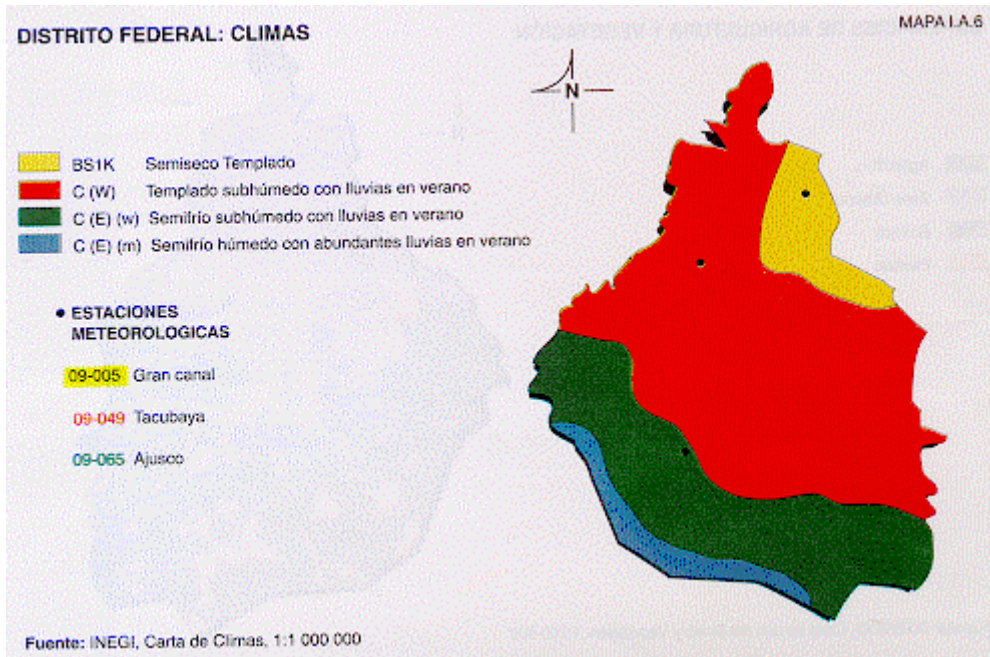 DISTRITO FEDERAL: CLIMAS
MAPA I.A.6
N
BS1K Semiseco Templado
C (W) Templado subhúmedo con lluvias en verano
C (E) (w) Semifrío subhúmedo con lluvias en verano
C (E) (m) Semifrío húmedo con abundantes lluvias en verano
ESTACIONES
METEOROLOGICAS
09-005 Gran canal
09-049 Tacubaya
09-065 Ajusco
Fuente: INEGI, Carta de Climas, 1:1 000 000